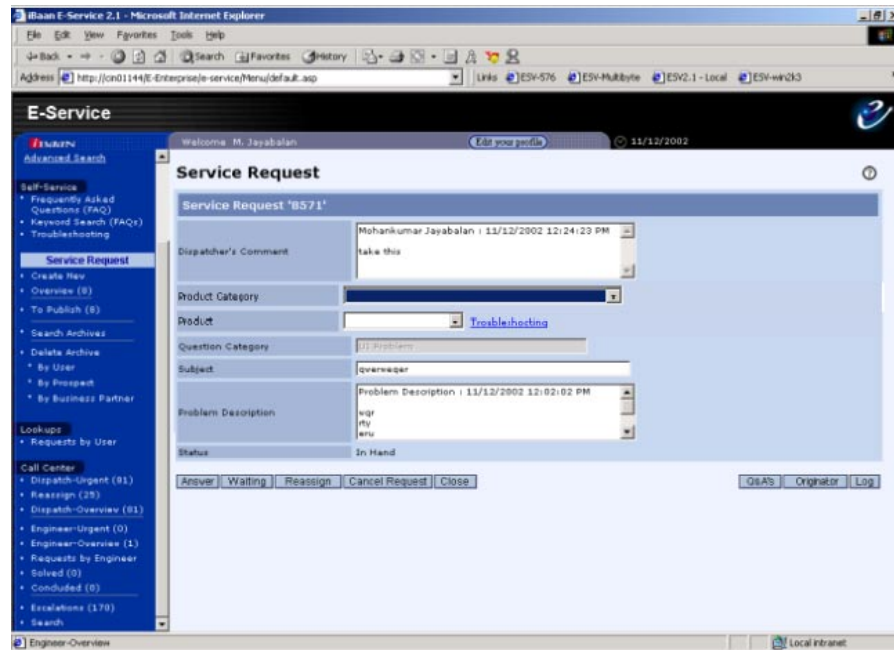 iBaan E-Service 2.1 - Microsoft Internet Explorer
File Edit View Favorites Tools Help
Back Search Favorites History
Address http://cin01144/E-Enterprise/e-service/Menu/default.asp Links ESV-576 ESV-Multibyte ESV2.1 - Local ESV-win2k3
E-Service
Welcome M. Jayabalan Edit your profile 11/12/2002
Advanced Search
Self-Service
Frequently Asked
Questions (FAQ)
Keyword Search (FAQs)
Troubleshooting
Service Request
Create New
Overview (8)
To Publish (8)
Search Archives
Delete Archive
By User
By Prospect
By Business Partner
Lookups
Requests by User
Call Center
Dispatch-Urgent (81)
Reassign (25)
Dispatch-Overview (81)
Engineer-Urgent (0)
Engineer-Overview (1)
Requests by Engineer
Solved (0)
Concluded (0)
Escalations (170)
Search
Service Request
Service Request '8571'
Dispatcher's Comment
Mohankumar Jayabalan : 11/12/2002 12:24:23 PM
take this
Product Category
Product Troubleshooting
Question Category UI Problem
Subject qwerweqer
Problem Description
Problem Description : 11/12/2002 12:02:02 PM
wqr
rty
eru
Status In Hand
Answer Waiting Reassign Cancel Request Close Q&A's Originator Log
Engineer-Overview Local intranet